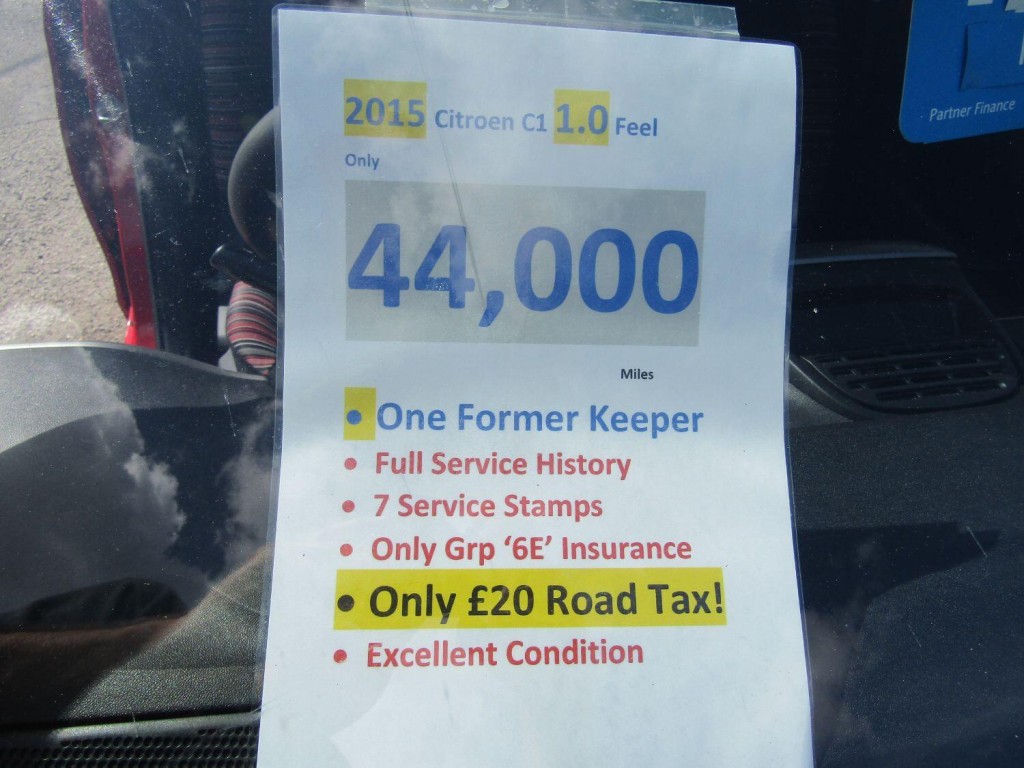 2015 Citroen C1 1.0 Feel
Only
44,000
Miles
• One Former Keeper
• Full Service History
• 7 Service Stamps
• Only Grp ‘6E’ Insurance
• Only £20 Road Tax!
• Excellent Condition
Partner Finance